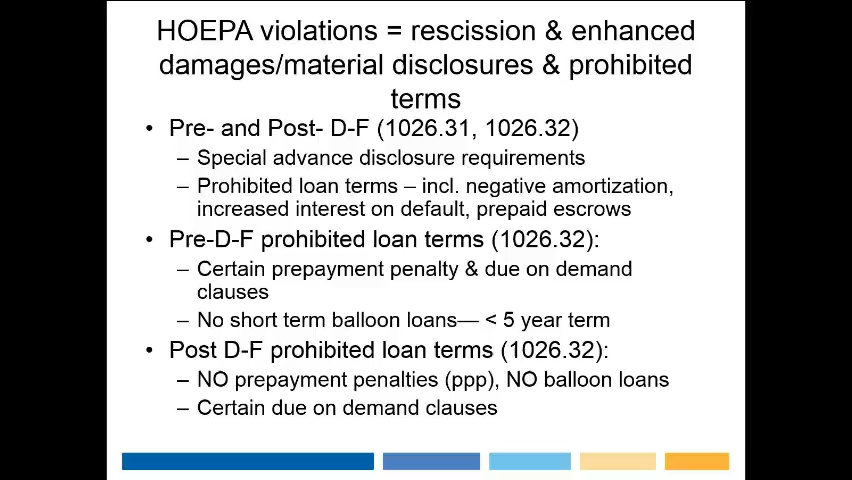 HOEPA violations = rescission & enhanced
damages/material disclosures & prohibited
terms
• Pre- and Post- D-F (1026.31, 1026.32)
– Special advance disclosure requirements
– Prohibited loan terms – incl. negative amortization,
increased interest on default, prepaid escrows
• Pre-D-F prohibited loan terms (1026.32):
– Certain prepayment penalty & due on demand
clauses
– No short term balloon loans— < 5 year term
• Post D-F prohibited loan terms (1026.32):
– NO prepayment penalties (ppp), NO balloon loans
– Certain due on demand clauses